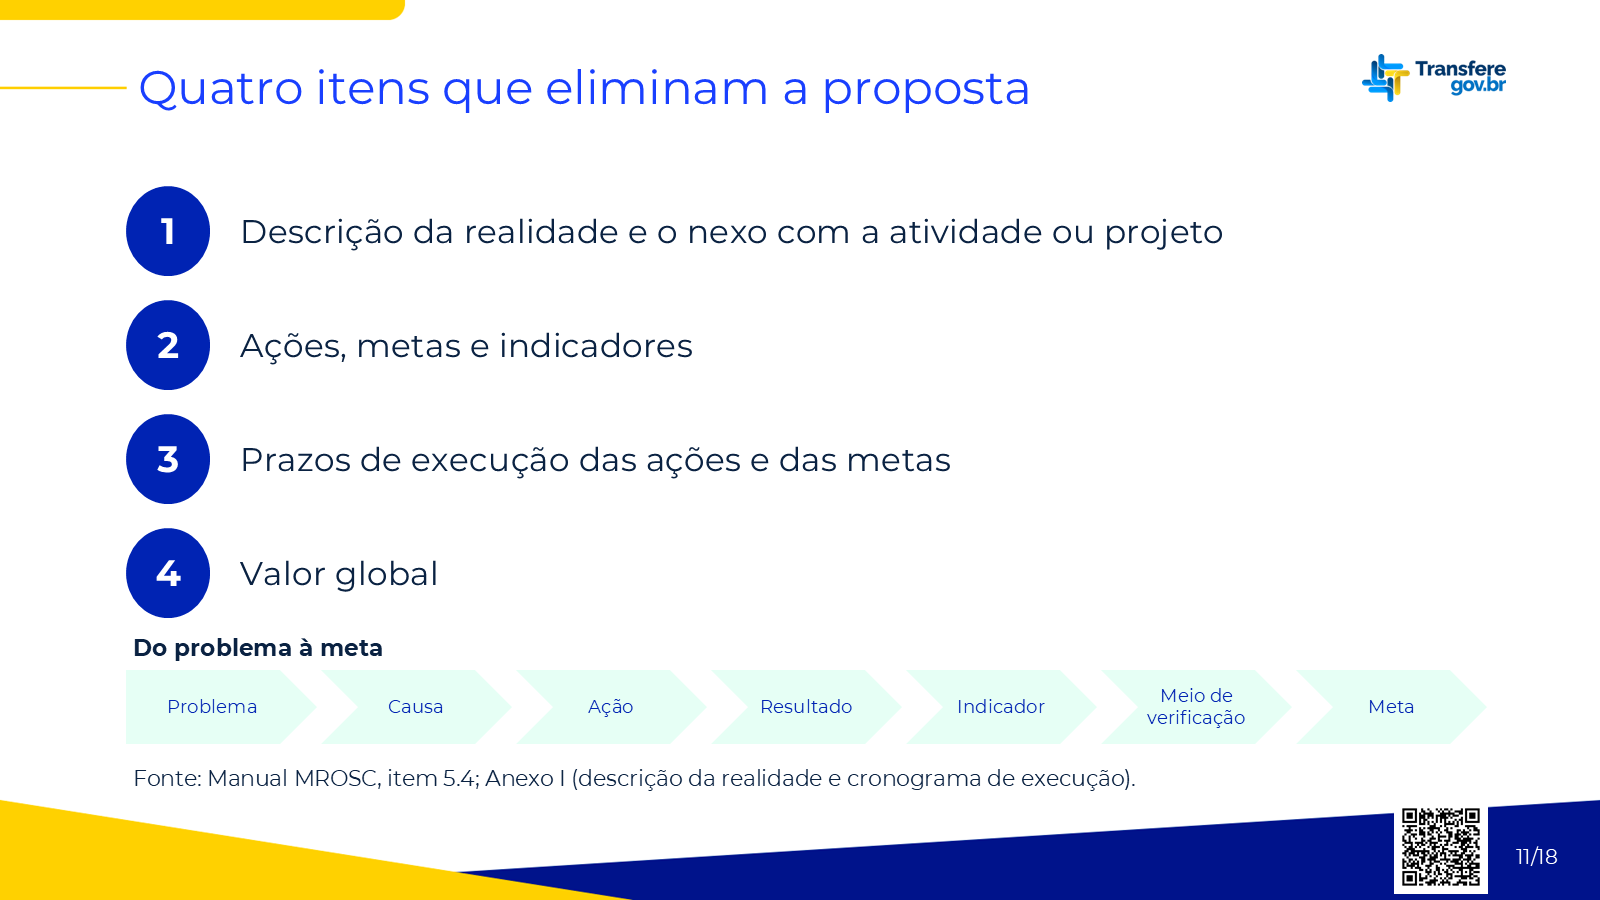 Quatro itens que eliminam a proposta
Transfere
gov.br
1
Descrição da realidade e o nexo com a atividade ou projeto
2
Ações, metas e indicadores
3
Prazos de execução das ações e das metas
4
Valor global
Do problema à meta
Problema
Causa
Ação
Resultado
Indicador
Meio de
verificação
Meta
Fonte: Manual MROSC, item 5.4; Anexo I (descrição da realidade e cronograma de execução).
11/18